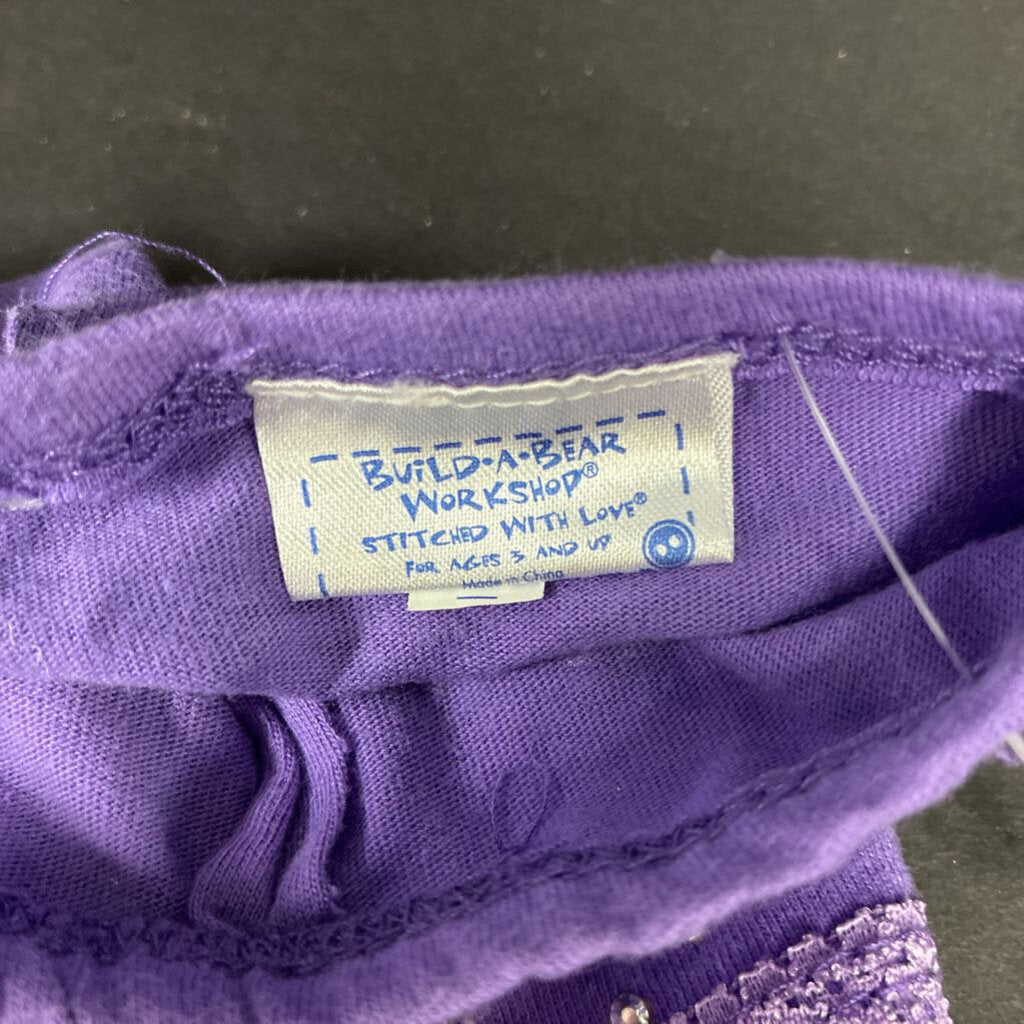 BUILD-A-BEAR
WORKSHOP®
STITCHED WITH LOVE®
FOR AGES 3 AND UP
Made in China